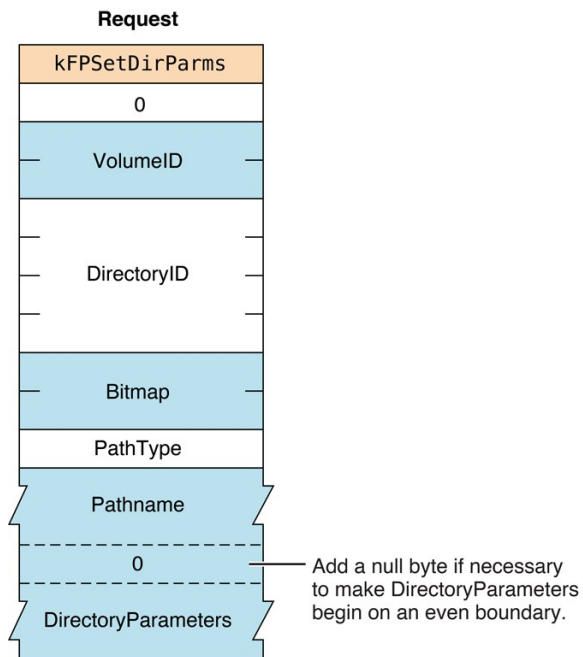 Request
kFPSetDirParms
0
VolumeID
DirectoryID
Bitmap
PathType
Pathname
0
Add a null byte if necessary
to make DirectoryParameters
begin on an even boundary.
DirectoryParameters